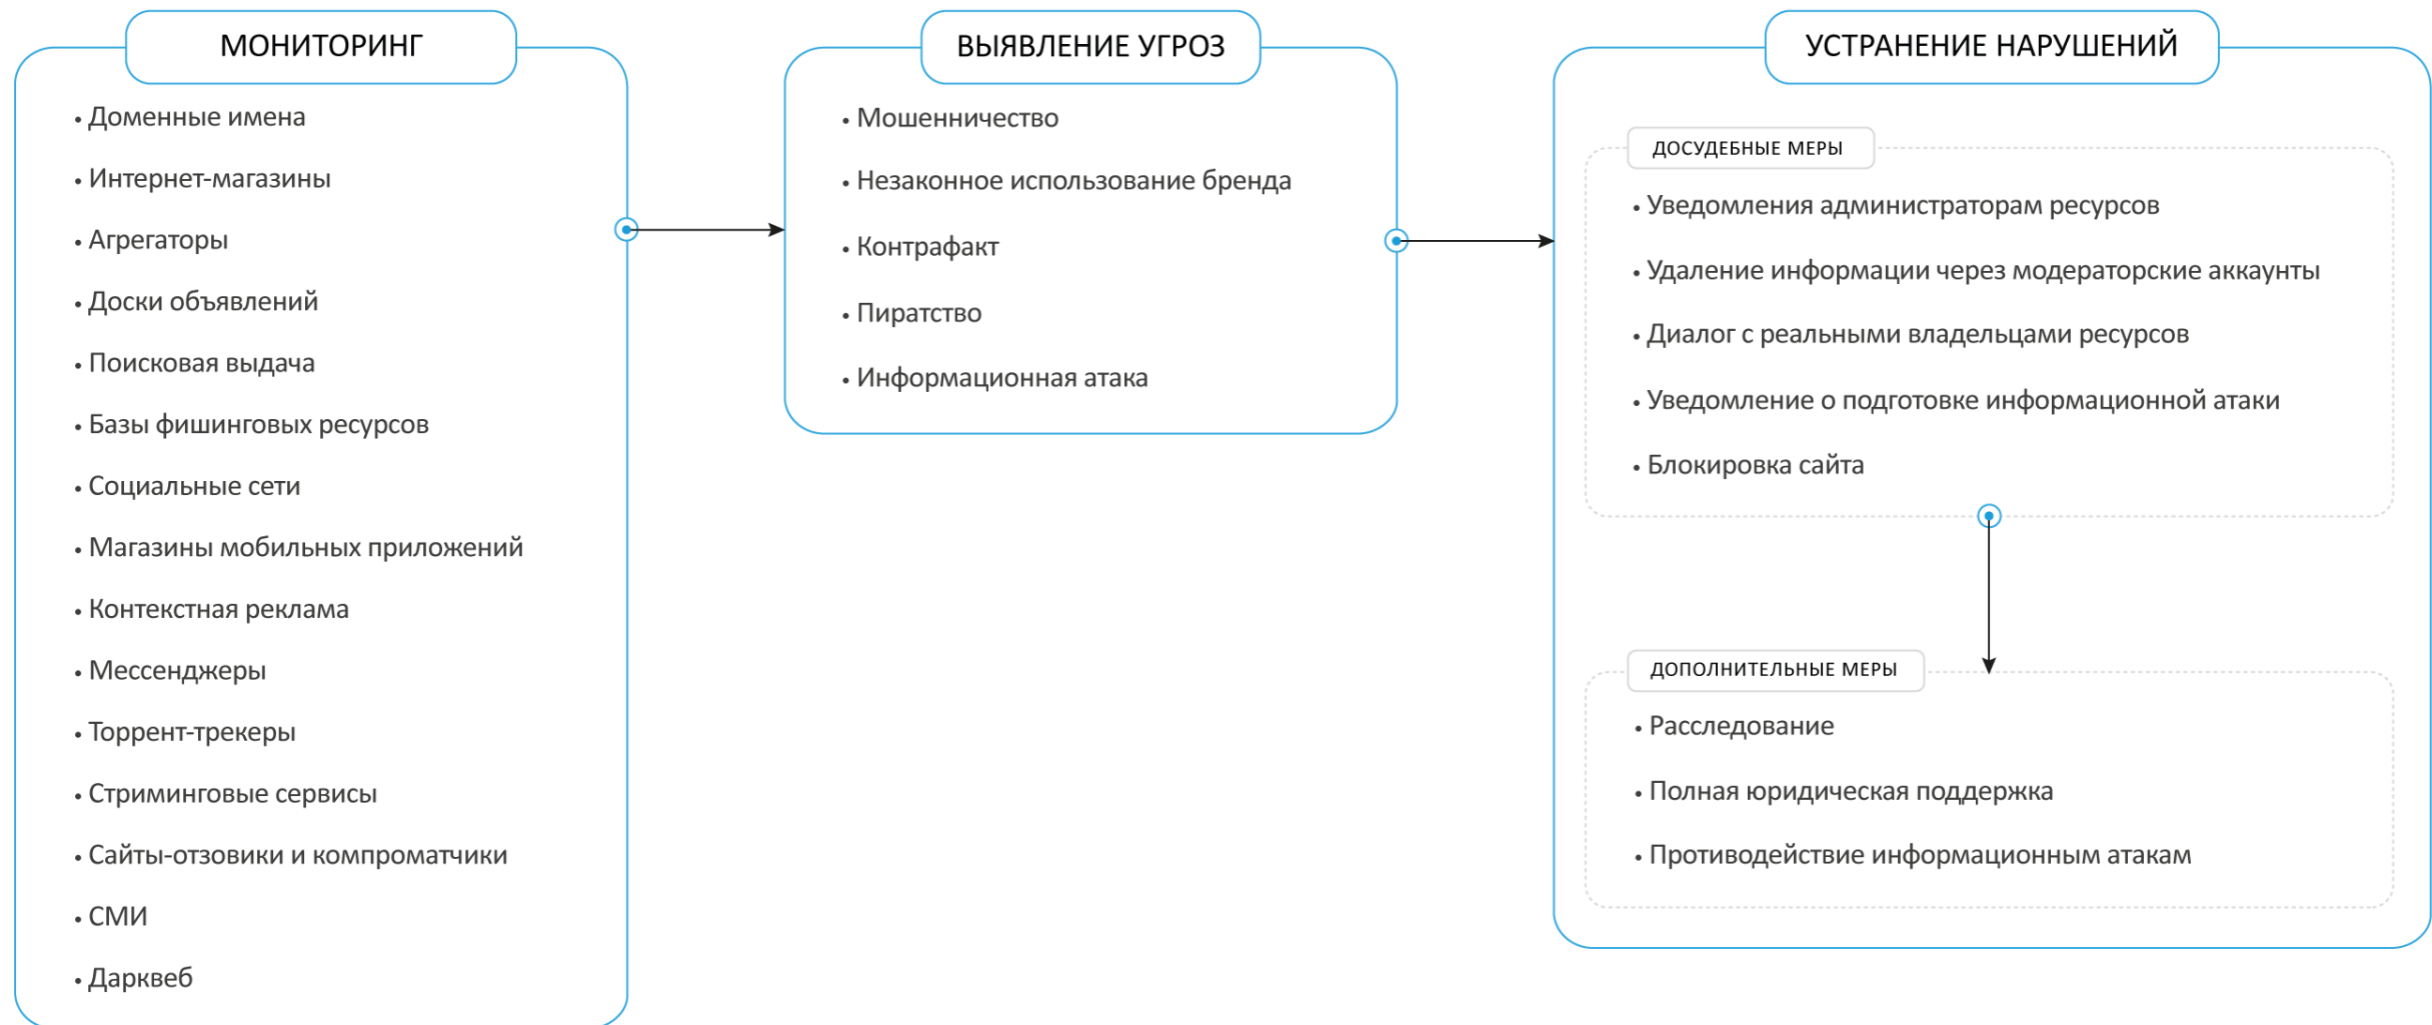 МОНИТОРИНГ
• Доменные имена
• Интернет-магазины
• Агрегаторы
• Доски объявлений
• Поисковая выдача
• Базы фишинговых ресурсов
• Социальные сети
• Магазины мобильных приложений
• Контекстная реклама
• Мессенджеры
• Торрент-трекеры
• Стриминговые сервисы
• Сайты-отзовики и компроматчики
• СМИ
• Дарквеб
ВЫЯВЛЕНИЕ УГРОЗ
• Мошенничество
• Незаконное использование бренда
• Контрафакт
• Пиратство
• Информационная атака
УСТРАНЕНИЕ НАРУШЕНИЙ
ДОСУДЕБНЫЕ МЕРЫ
• Уведомления администраторам ресурсов
• Удаление информации через модераторские аккаунты
• Диалог с реальными владельцами ресурсов
• Уведомление о подготовке информационной атаки
• Блокировка сайта
ДОПОЛНИТЕЛЬНЫЕ МЕРЫ
• Расследование
• Полная юридическая поддержка
• Противодействие информационным атакам